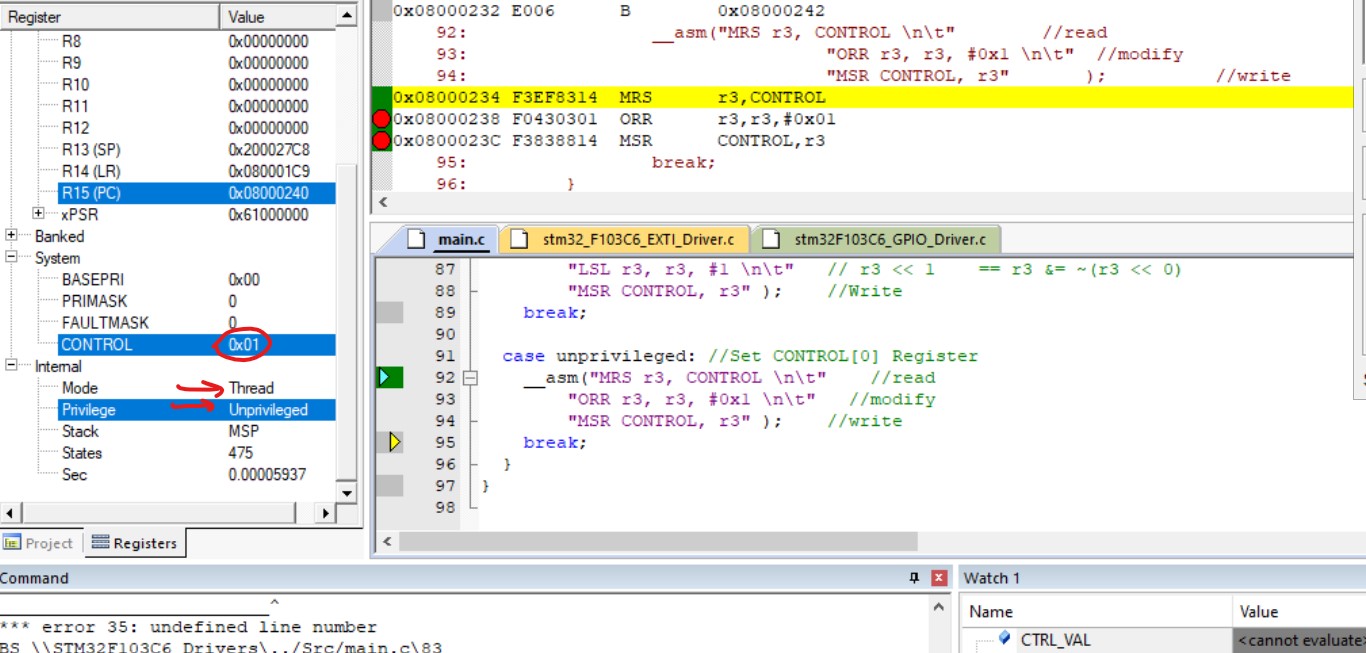 Register Value
R8 0x00000000
R9 0x00000000
R10 0x00000000
R11 0x00000000
R12 0x00000000
R13 (SP) 0x200027C8
R14 (LR) 0x080001C9
R15 (PC) 0x08000240
xPSR 0x61000000
Banked
System
BASEPRI 0x00
PRIMASK 0
FAULTMASK 0
CONTROL 0x01
Internal
Mode Thread
Privilege Unprivileged
Stack MSP
States 475
Sec 0.00005937
Project Registers
0x08000232 E006 B 0x08000242
92: __asm("MRS r3, CONTROL \n\t" //read
93: "ORR r3, r3, #0x1 \n\t" //modify
94: "MSR CONTROL, r3" ); //write
0x08000234 F3EF8314 MRS r3,CONTROL
0x08000238 F0430301 ORR r3,r3,#0x01
0x0800023C F3838814 MSR CONTROL,r3
95: break;
96: }
main.c stm32_F103C6_EXTI_Driver.c stm32F103C6_GPIO_Driver.c
87 "LSL r3, r3, #1 \n\t" // r3 << 1 == r3 &= ~(r3 << 0)
88 "MSR CONTROL, r3" ); //Write
89 break;
90
91 case unprivileged: //Set CONTROL[0] Register
92 __asm("MRS r3, CONTROL \n\t" //read
93 "ORR r3, r3, #0x1 \n\t" //modify
94 "MSR CONTROL, r3" ); //write
95 break;
96 }
97 }
98
Command
^
*** error 35: undefined line number
BS \\STM32F103C6_Drivers\../Src/main.c\83
Watch 1
Name Value
CTRL_VAL <cannot evaluate>